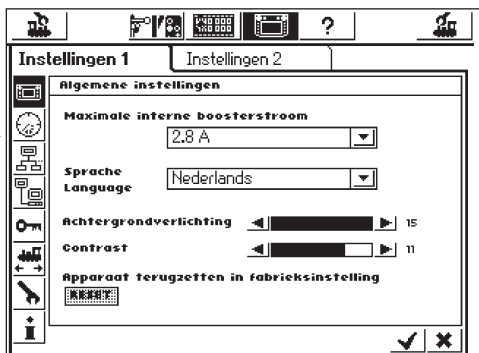 ?
Instellingen 1
Instellingen 2
Algemene instellingen
Maximale interne boosterstroom
2.8 A
Sprache
Language
Nederlands
Achtergrondverlichting
15
Contrast
11
Apparaat terugzetten in fabrieksinstelling
RESET
i